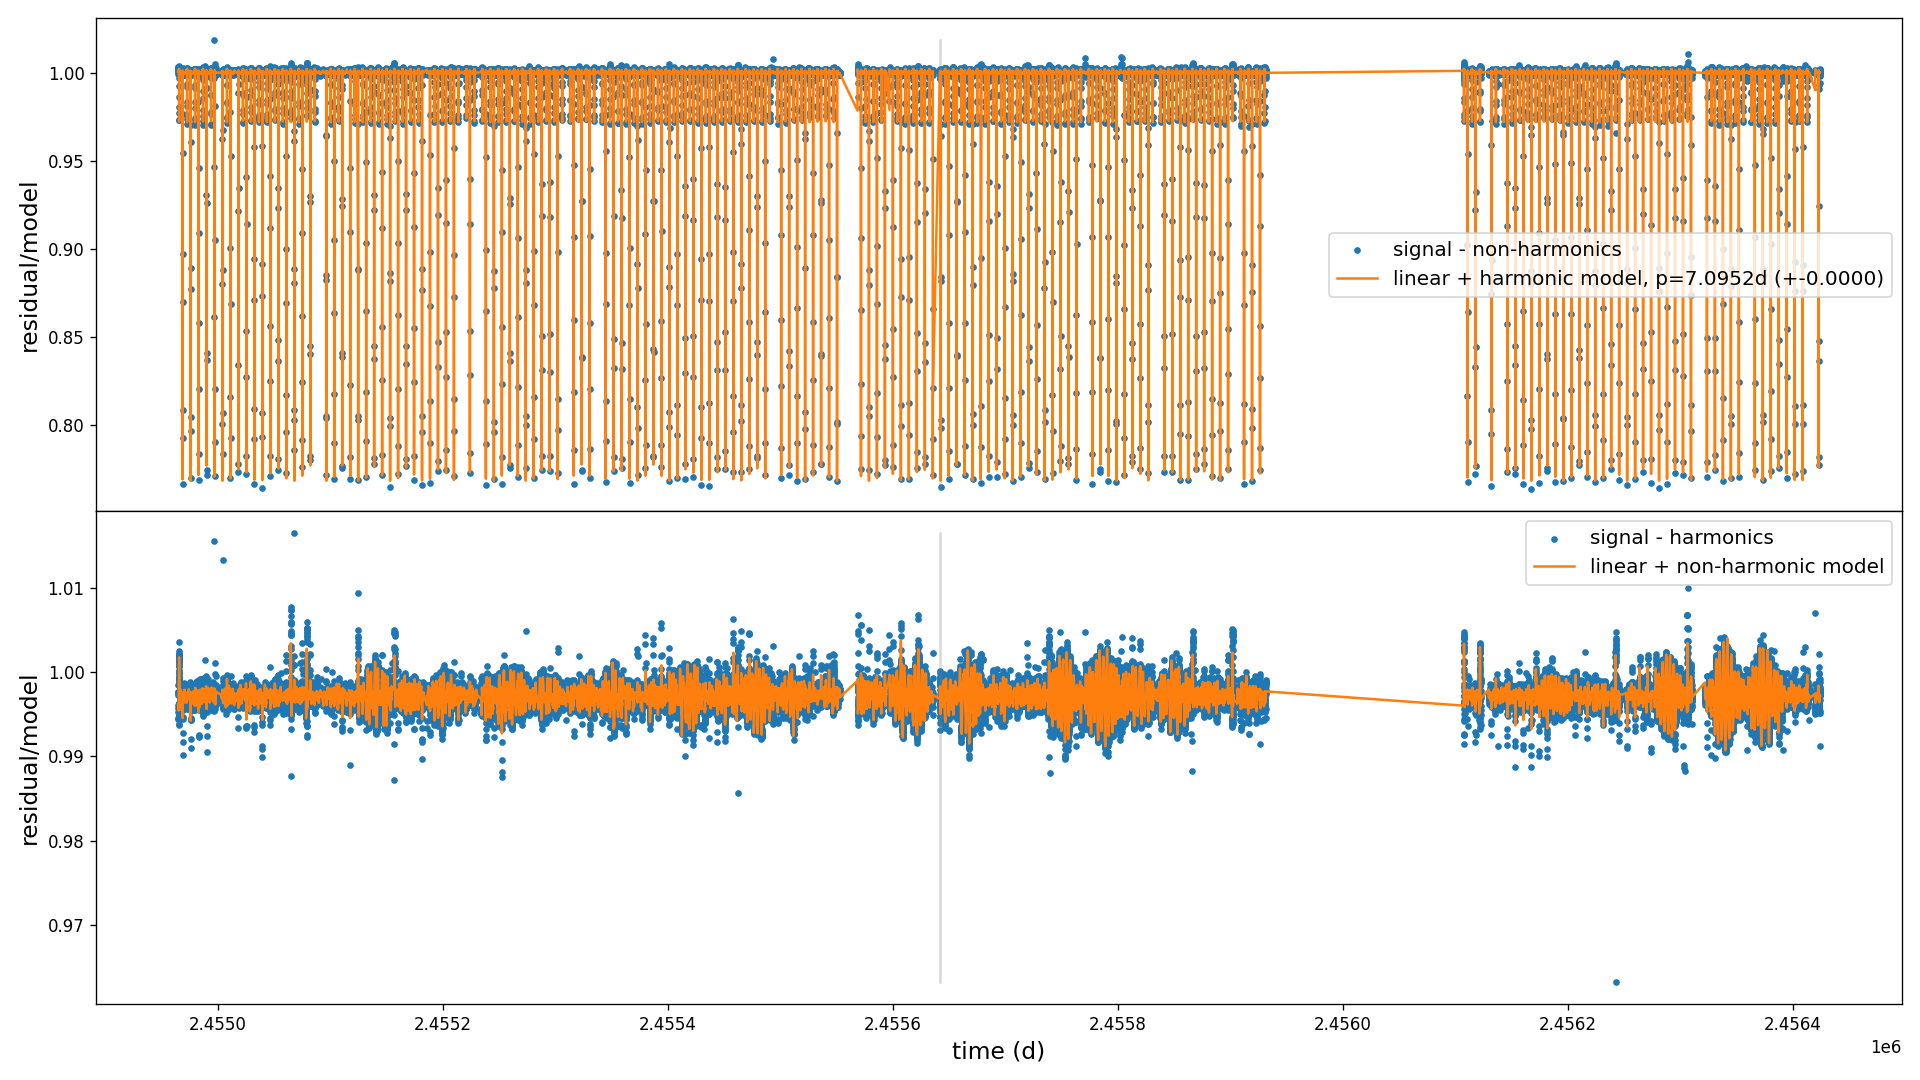 residual/model
1.00
0.95
0.90
0.85
0.80
signal - non-harmonics
linear + harmonic model, p=7.0952d (+-0.0000)
residual/model
1.01
1.00
0.99
0.98
0.97
signal - harmonics
linear + non-harmonic model
2.4550
2.4552
2.4554
2.4556
2.4558
2.4560
2.4562
2.4564
time (d)
1e6